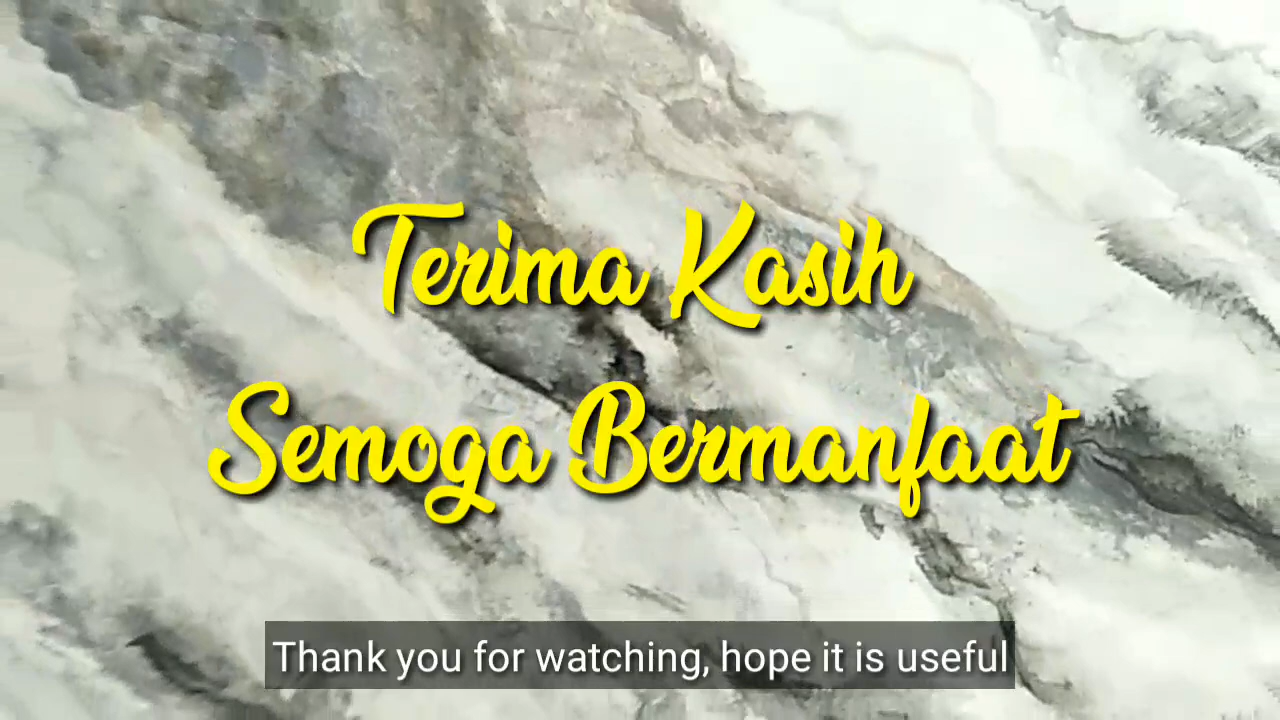 Terima Kasih
Semoga Bermanfaat
Thank you for watching, hope it is useful